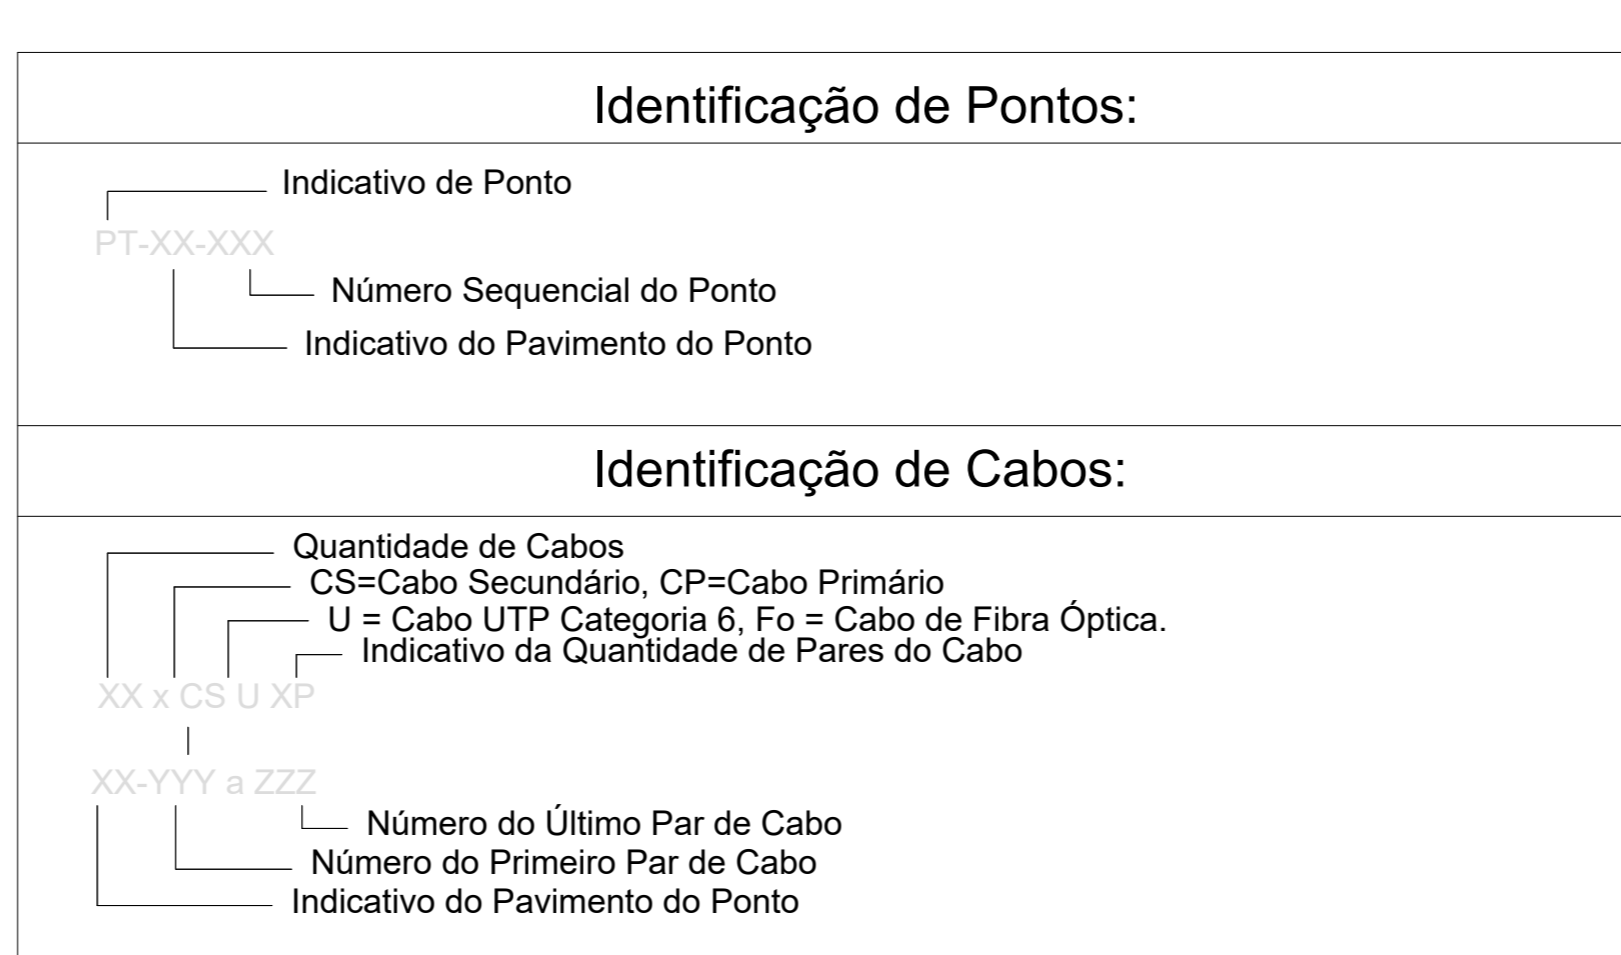 Identificação de Pontos:
Indicativo de Ponto
PT-XX-XXX
Número Sequencial do Ponto
Indicativo do Pavimento do Ponto
Identificação de Cabos:
Quantidade de Cabos
CS=Cabo Secundário, CP=Cabo Primário
U = Cabo UTP Categoria 6, Fo = Cabo de Fibra Óptica.
Indicativo da Quantidade de Pares do Cabo
XX x CS U XP
XX-YYY a ZZZ
Número do Último Par de Cabo
Número do Primeiro Par de Cabo
Indicativo do Pavimento do Ponto